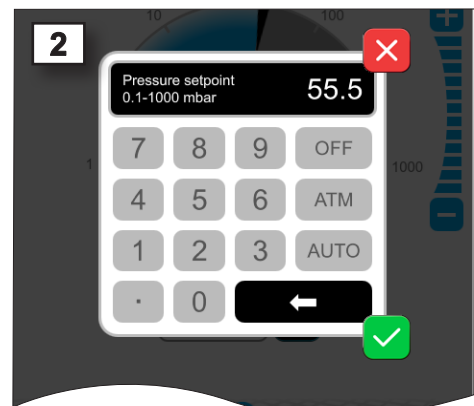 2
10
100
Pressure setpoint
0.1-1000 mbar
55.5
1
7 8 9 OFF
1000
4 5 6 ATM
1 2 3 AUTO
. 0